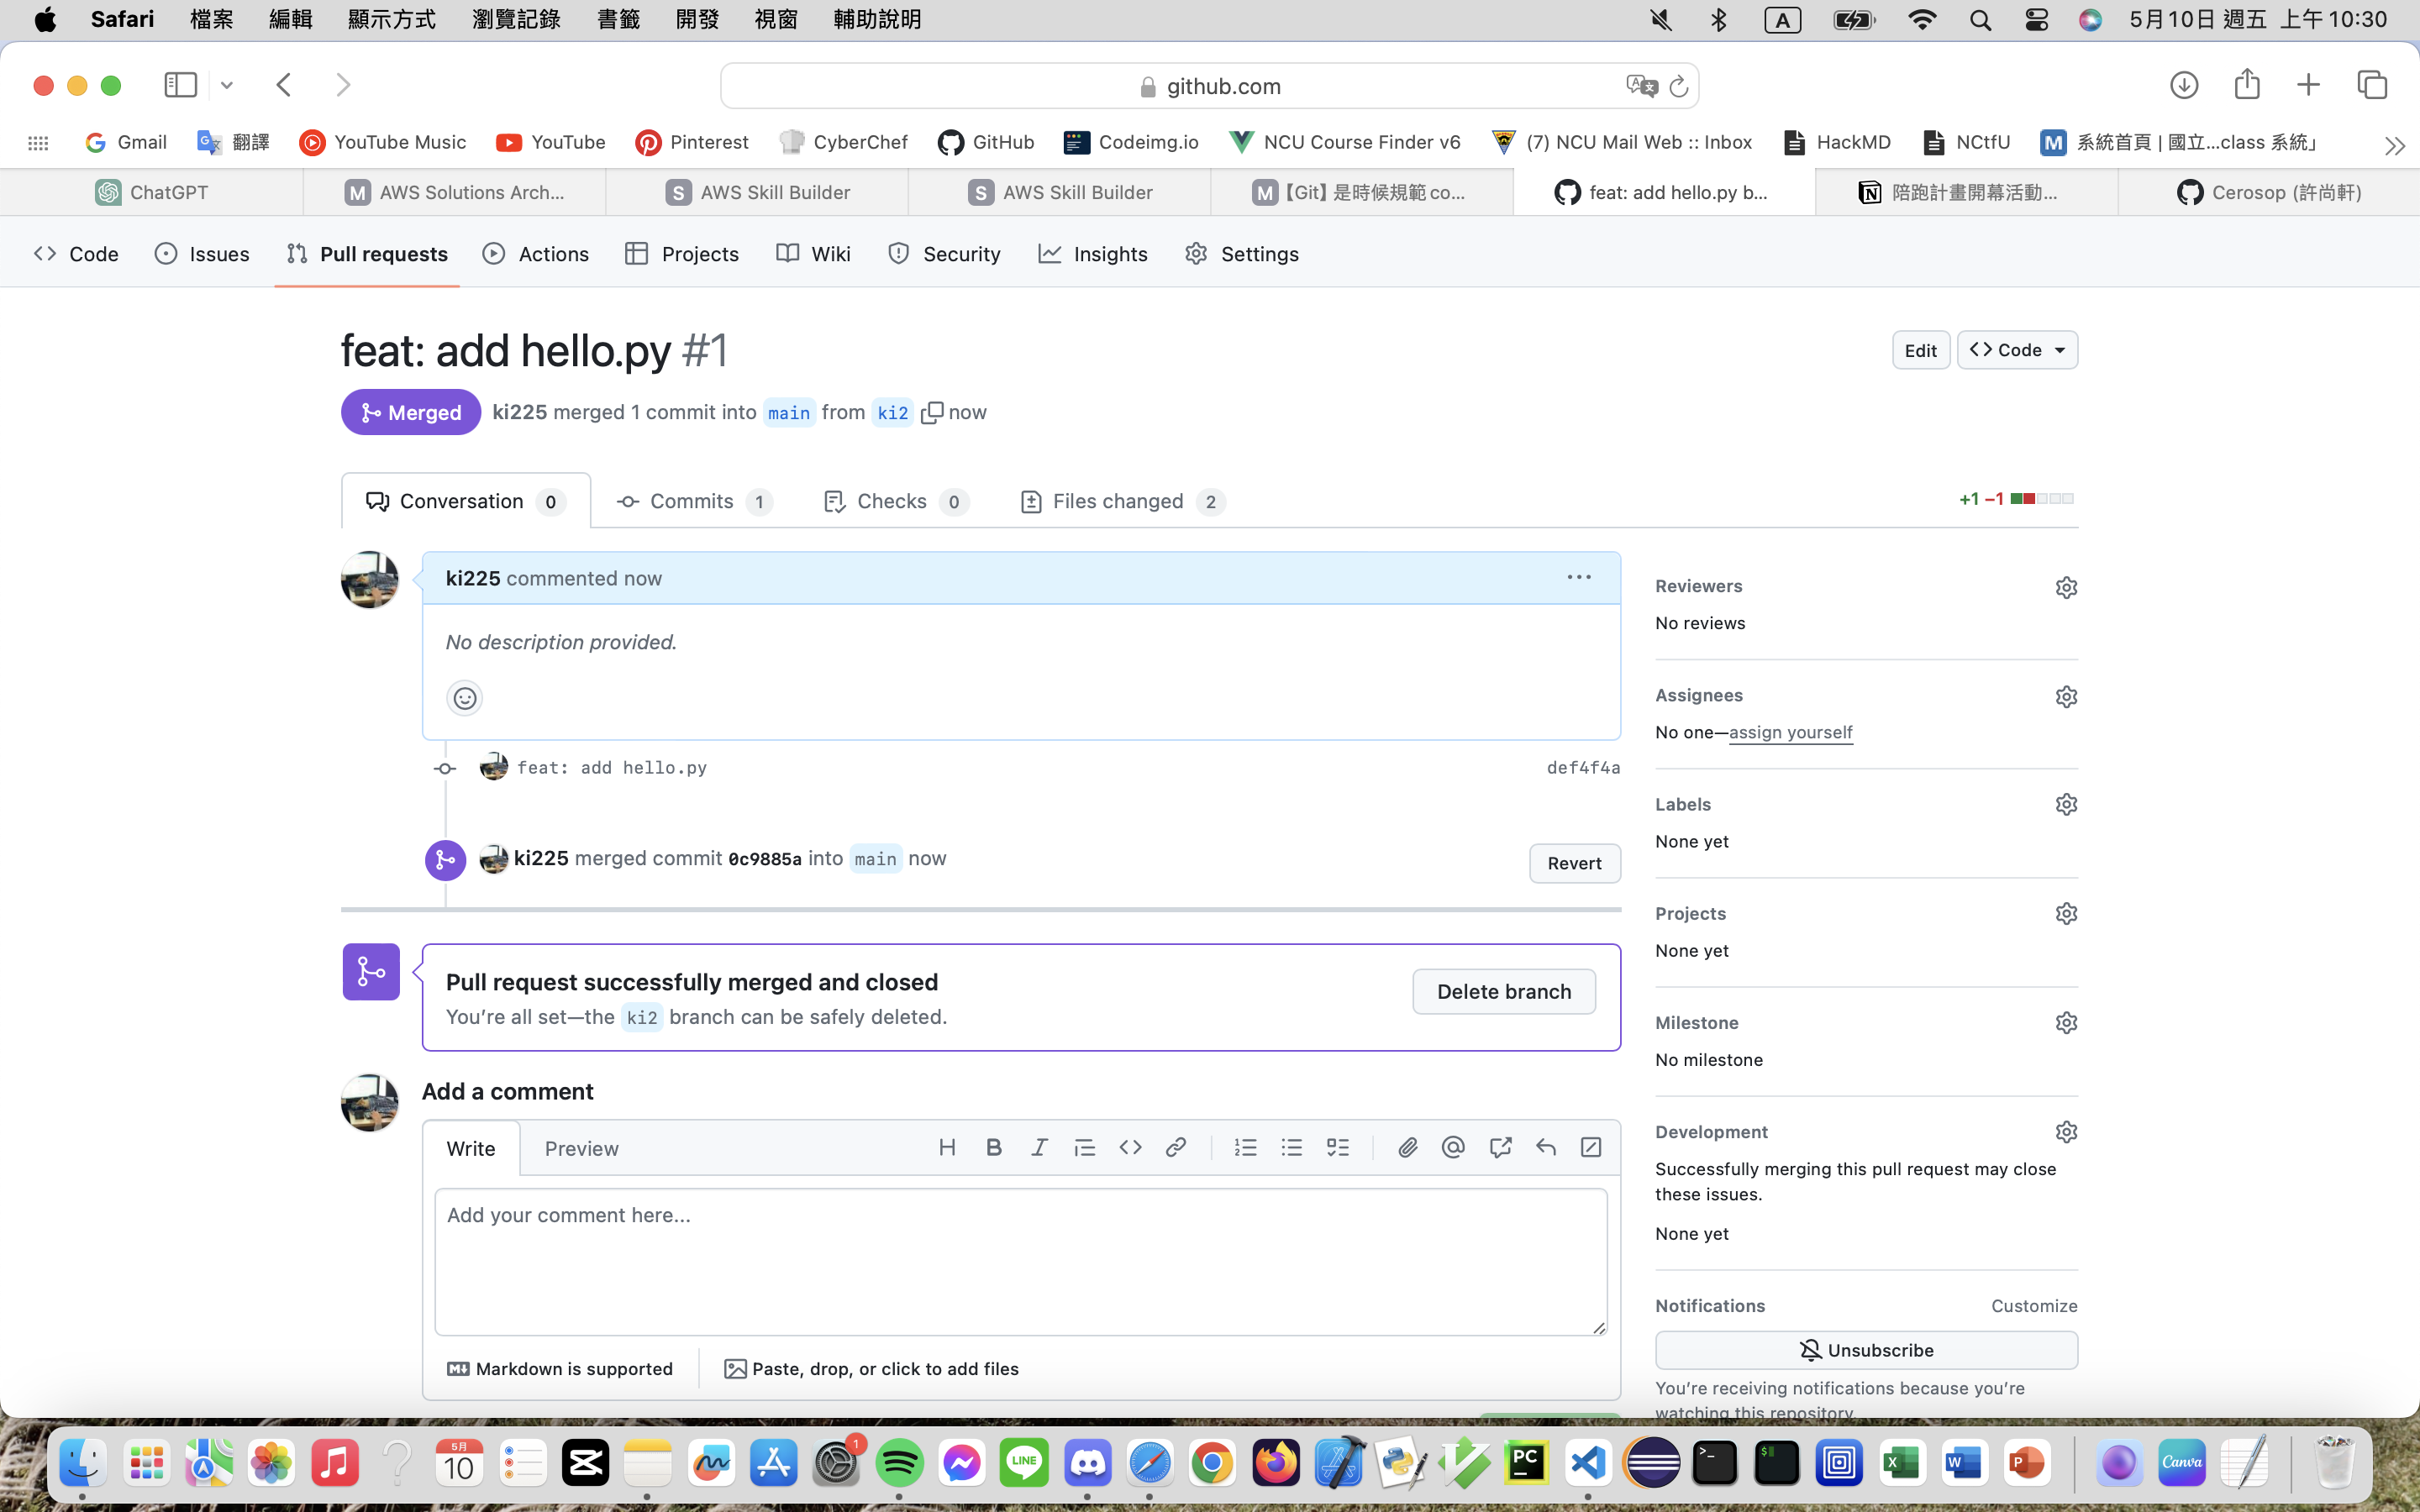 Safari 檔案 編輯 顯示方式 瀏覽記錄 書籤 開發 視窗 輔助說明 A 5月10日 週五 上午10:30
github.com
Gmail 翻譯 YouTube Music YouTube Pinterest CyberChef GitHub Codeimg.io NCU Course Finder v6 (7) NCU Mail Web :: Inbox HackMD NCtfU M 系統首頁 | 國立...class 系統」
ChatGPT M AWS Solutions Arch... S AWS Skill Builder S AWS Skill Builder M 【Git】是時候規範 co... feat: add hello.py b... 陪跑計畫開幕活動... Cerosop (許尚軒)
Code Issues Pull requests Actions Projects Wiki Security Insights Settings
feat: add hello.py #1
Edit Code
Merged ki225 merged 1 commit into main from ki2 now
Conversation 0 Commits 1 Checks 0 Files changed 2 +1 −1
ki225 commented now
No description provided.
feat: add hello.py def4f4a
ki225 merged commit 0c9885a into main now Revert
Pull request successfully merged and closed
You’re all set—the ki2 branch can be safely deleted.
Delete branch
Add a comment
Write Preview
Add your comment here...
Markdown is supported Paste, drop, or click to add files
Reviewers
No reviews
Assignees
No one—assign yourself
Labels
None yet
Projects
None yet
Milestone
No milestone
Development
Successfully merging this pull request may close
these issues.
None yet
Notifications Customize
Unsubscribe
You’re receiving notifications because you’re
watching this repository.
5月
10
1
LINE
PC
Canva